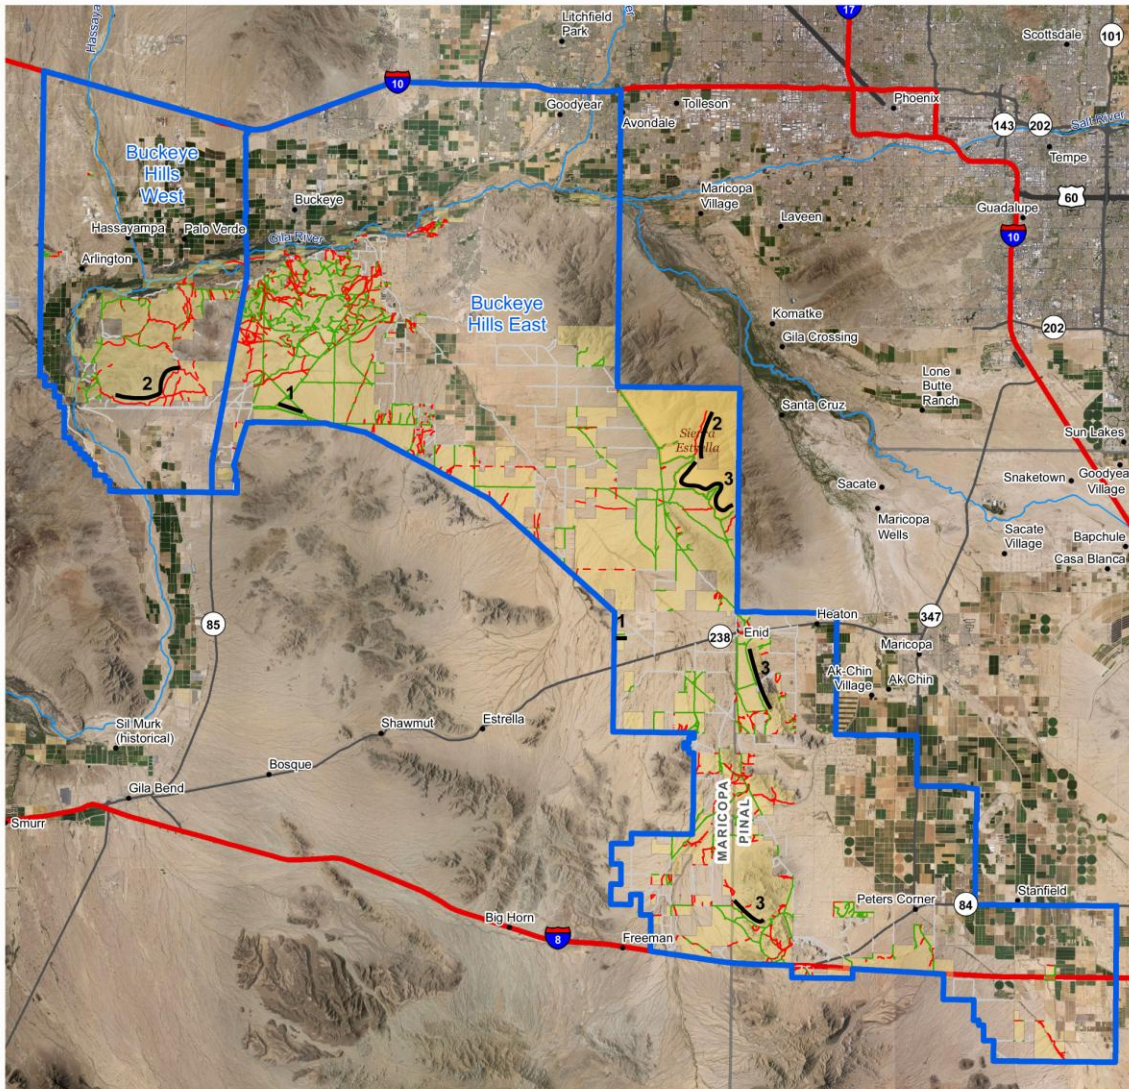 Hassaya
Litchfield
Park
17
Scottsdale
101
10
Goodyear
Avondale
Tolleson
Phoenix
143
202
Salt River
Tempe
Buckeye
Hills
West
Buckeye
Maricopa
Village
60
Hassayampa
Palo Verde
Gila River
Laveen
Guadalupe
10
Arlington
Buckeye
Hills East
Komatke
Gila Crossing
202
2
1
Lone
Butte
Ranch
Santa Cruz
2
Sierra
Estrella
Sun Lakes
3
Sacate
Snaketown
Goodyea
Village
Maricopa
Wells
Sacate
Village
Bapchule
Casa Blanca
85
1
238
Enid
Heaton
347
Maricopa
3
Ak-Chin
Village
Ak Chin
Sil Murk
(historical)
Shawmut
Estrella
Bosque
Gila Bend
MARICOPA
PINAL
Smurr
3
Peters Corner
84
Stanfield
Big Horn
8
Freeman